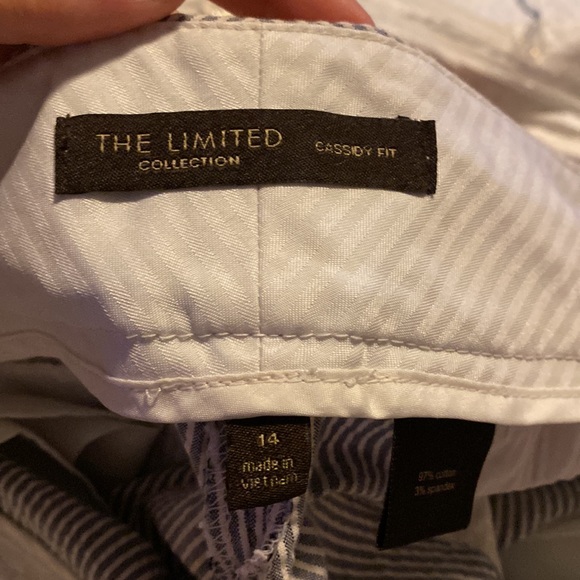 THE LIMITED
COLLECTION
CASSIDY FIT
14
made in
vietnam
97% cotton
3% spandex